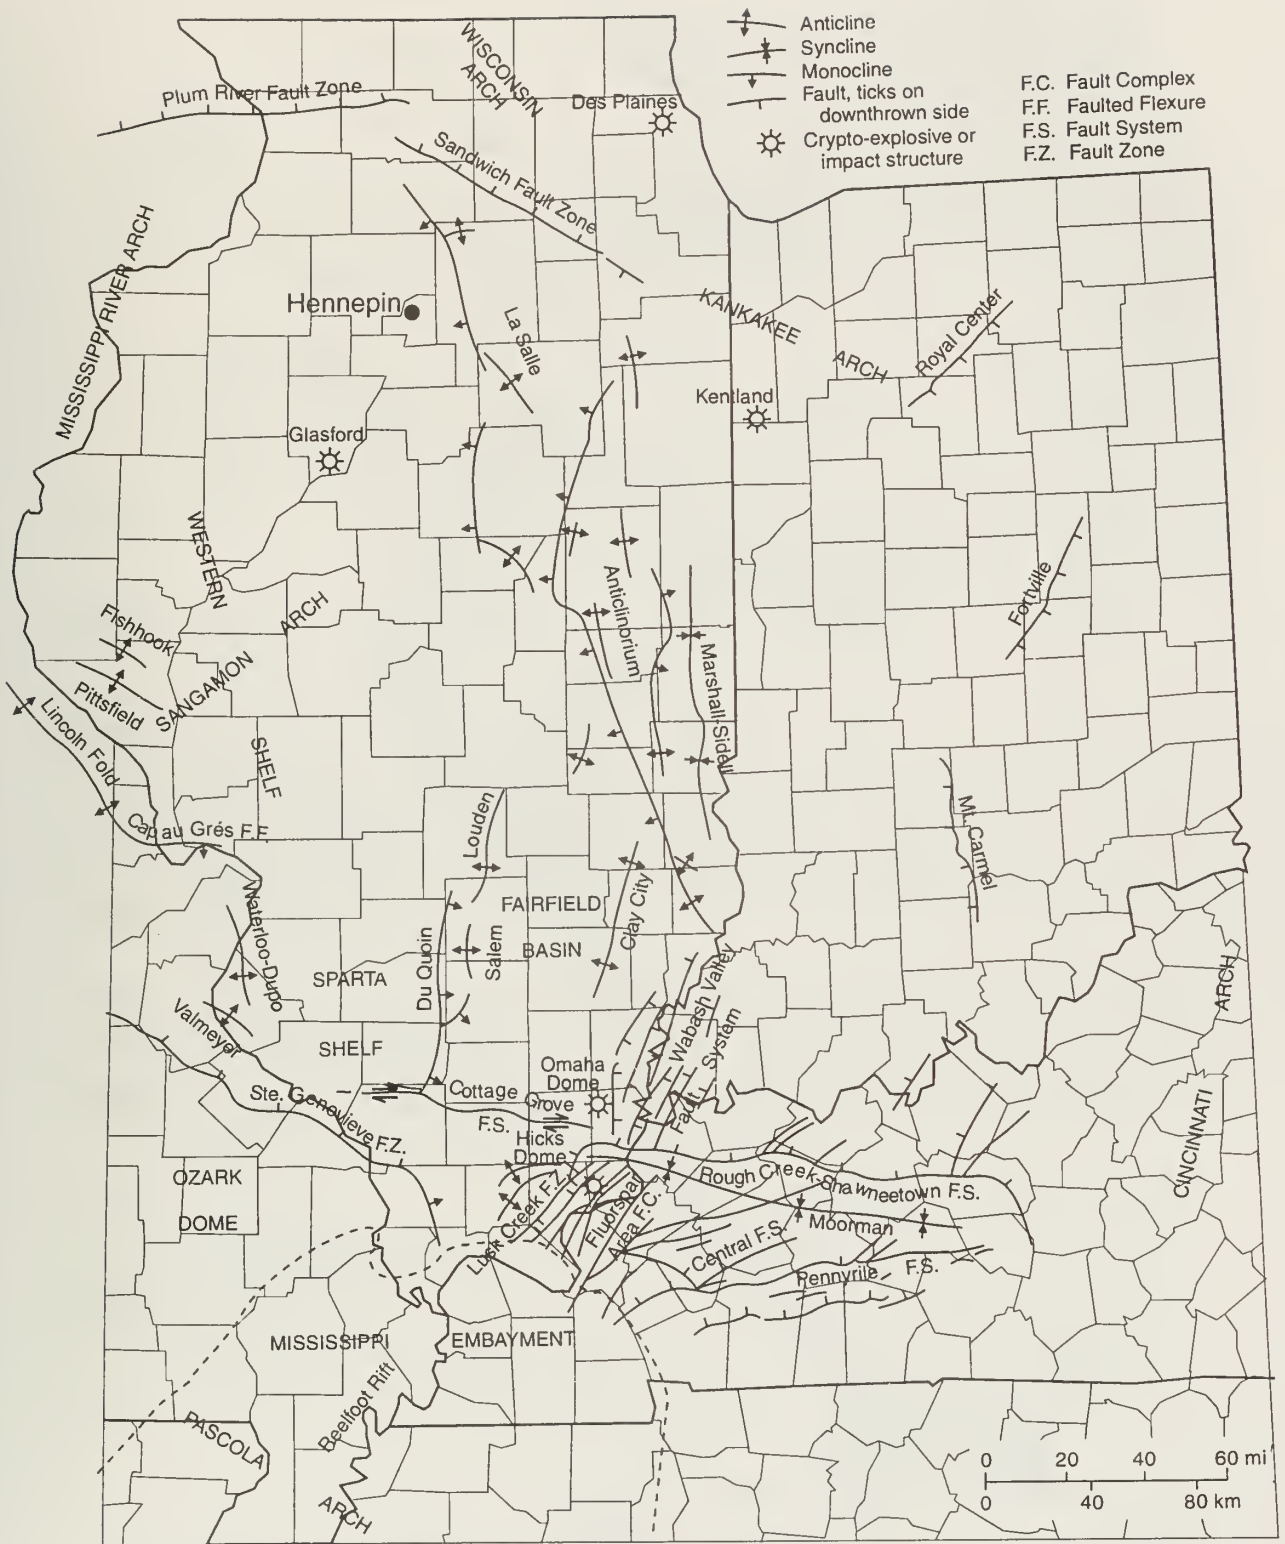 Anticline
Syncline
Monocline
Fault, ticks on
downthrown side
Crypto-explosive or
impact structure
F.C. Fault Complex
F.F. Faulted Flexure
F.S. Fault System
F.Z. Fault Zone
WISCONSIN
ARCH
Plum River Fault Zone
Des Plaines
Sandwich Fault Zone
MISSISSIPPI RIVER ARCH
Hennepin
La Salle
KANKAKEE
ARCH
Royal Center
Kentland
Glasford
WESTERN
Anticlinorium
Fortville
Fishhook
ARCH
SANGAMON
Pittsfield
Marshall-Sidell
Lincoln Fold
SHELF
Cap au Grés F.F.
Louden
Mt. Carmel
Waterloo-Dupo
FAIRFIELD
Clay City
BASIN
Salem
Du Quoin
SPARTA
ARCH
Valmeyer
Wabash Valley
System
Fault
SHELF
Omaha
Dome
Ste. Genevieve F.Z.
Cottage
Grove
F.S.
Hicks
Dome
CINCINNATI
OZARK
DOME
Rough Creek-Shawneetown F.S.
Lusk Creek F.Z.
Fluorspar
Area F.C.
Moorman
Central F.S.
Pennyrile
F.S.
MISSISSIPPI
EMBAYMENT
Reelfoot Rift
PASCOLA
ARCH
0 20 40 60 mi
0 40 80 km